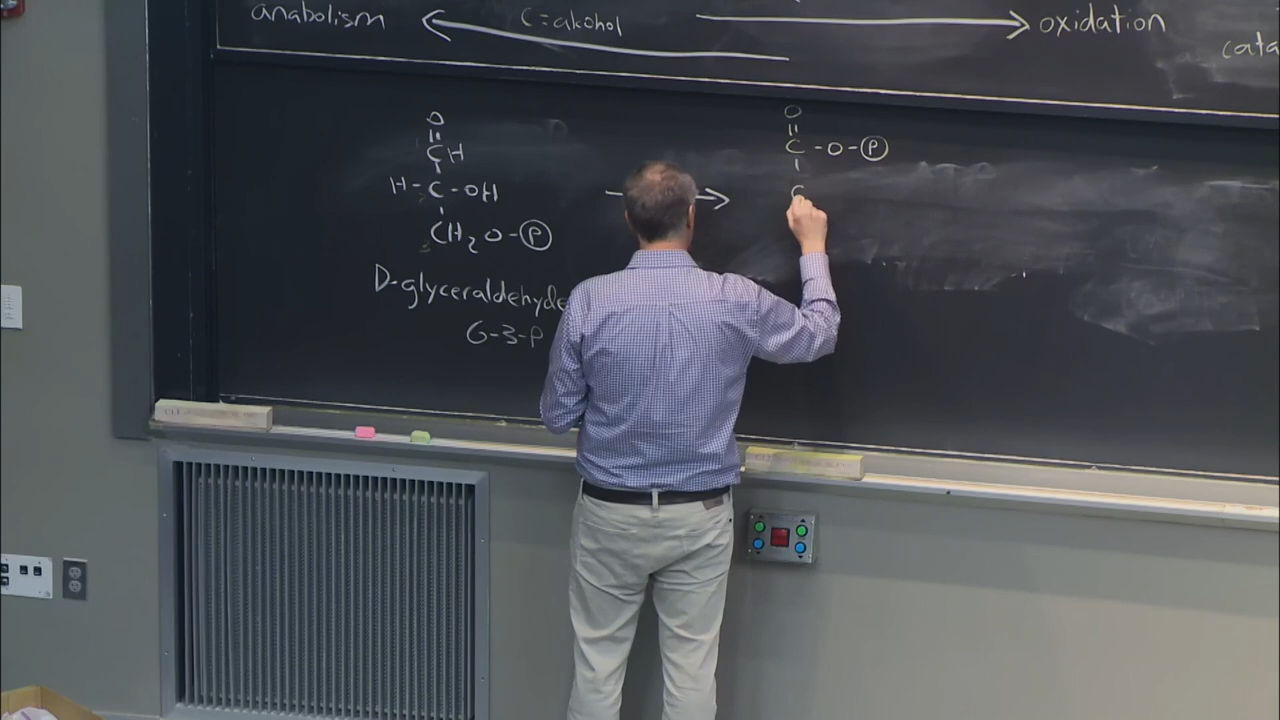 anabolism
C = alcohol
oxidation
cata
O
CH
H-C-OH
CH2O-P
D-glyceraldehyde
G-3-P
O
C-O-P
C